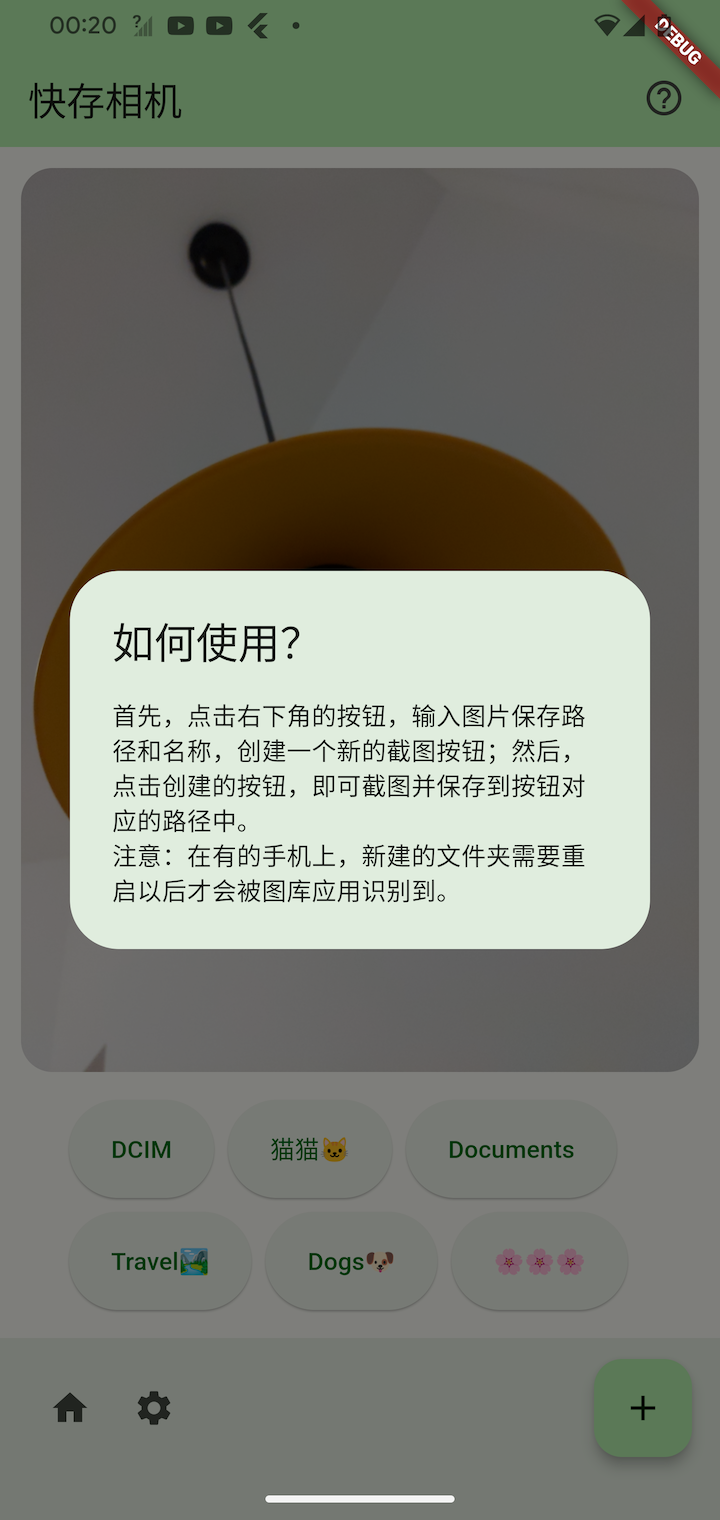 00:20
DEBUG
快存相机
如何使用？
首先，点击右下角的按钮，输入图片保存路
径和名称，创建一个新的截图按钮；然后，
点击创建的按钮，即可截图并保存到按钮对
应的路径中。
注意：在有的手机上，新建的文件夹需要重
启以后才会被图库应用识别到。
DCIM
猫猫🐱
Documents
Travel🏞️
Dogs🐶
🌸🌸🌸